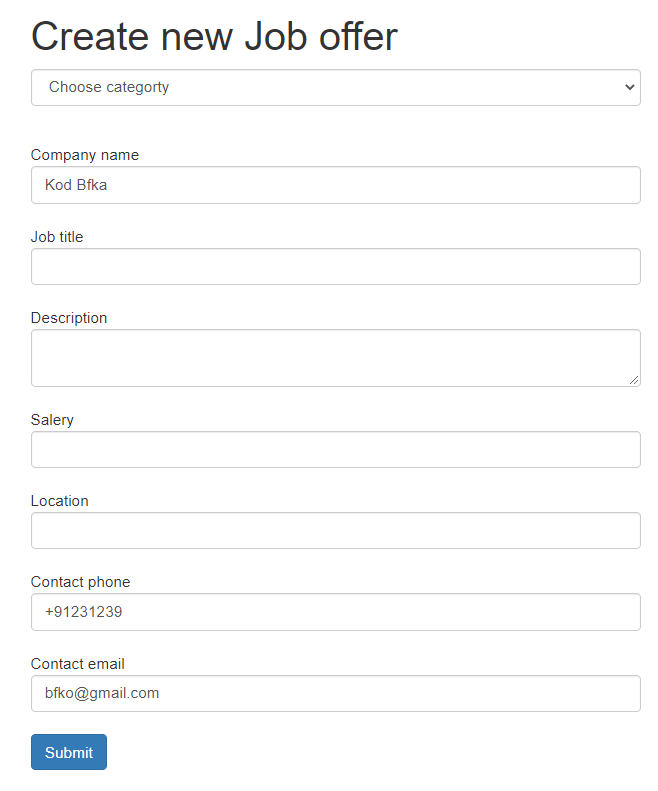 Create new Job offer
Choose categorty
Company name
Kod Bfka
Job title
Description
Salery
Location
Contact phone
+91231239
Contact email
bfko@gmail.com
Submit